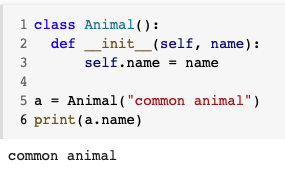 1 class Animal():
2   def __init__(self, name):
3       self.name = name
4
5 a = Animal("common animal")
6 print(a.name)
common animal